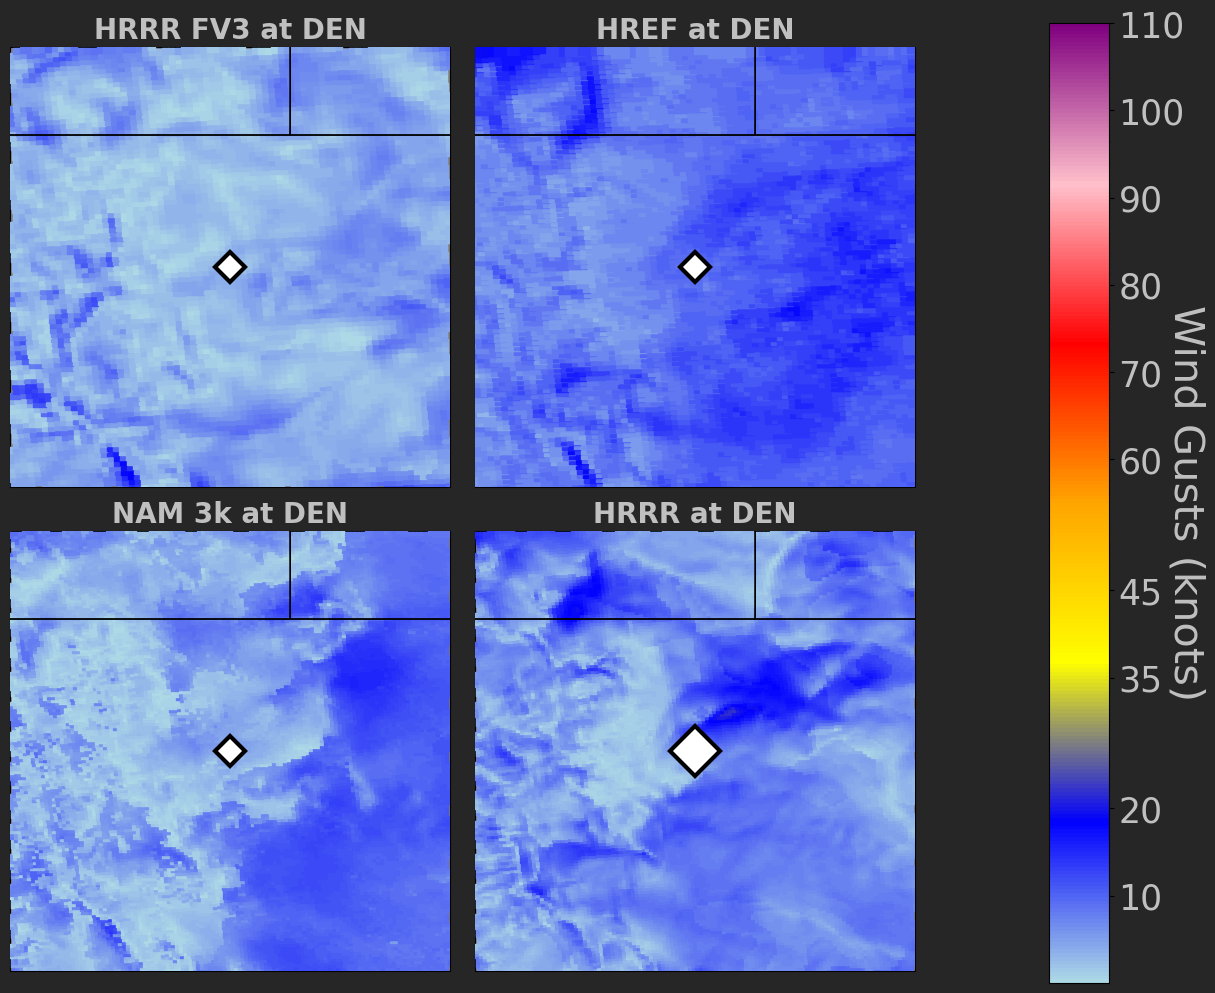 HRRR FV3 at DEN
HREF at DEN
NAM 3k at DEN
HRRR at DEN
110
100
90
80
70
60
45
35
20
10
Wind Gusts (knots)